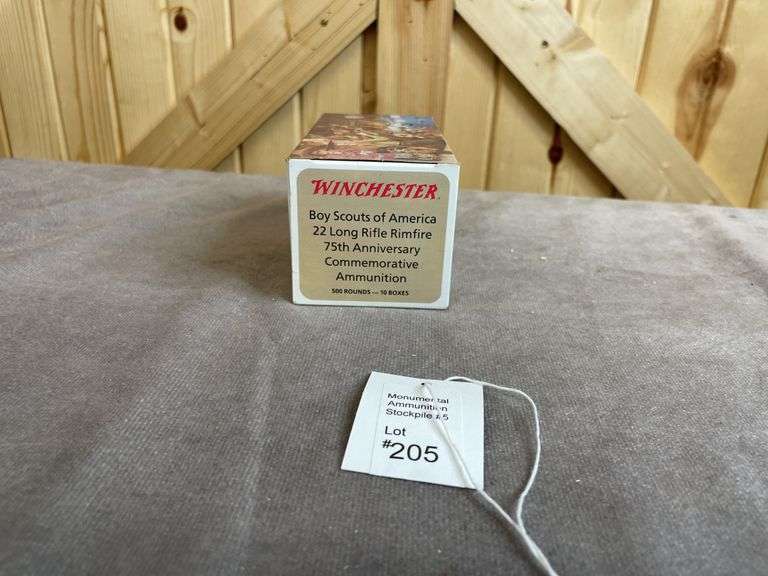 WINCHESTER
Boy Scouts of America
22 Long Rifle Rimfire
75th Anniversary
Commemorative
Ammunition
500 ROUNDS — 10 BOXES
Monumental
Ammunition
Stockpile #5
Lot
#205